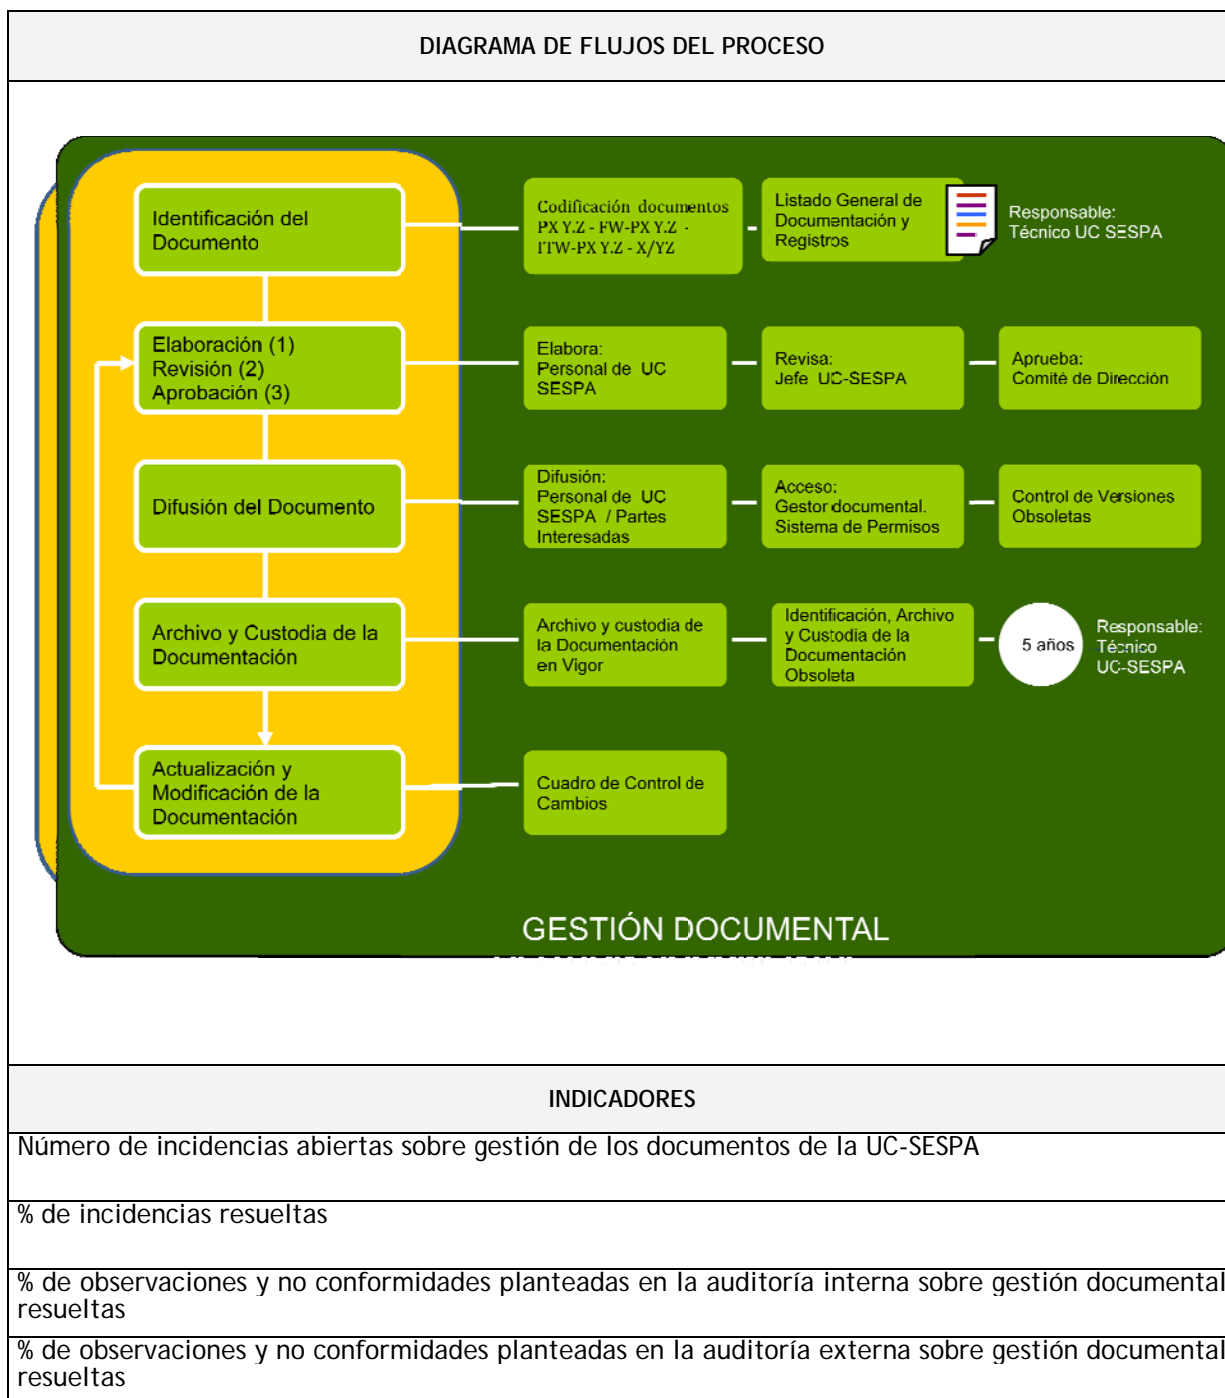 DIAGRAMA DE FLUJOS DEL PROCESO
Identificación del
Documento
Codificación documentos
PX Y.Z - FW-PX Y.Z -
ITW-PX Y.Z - X/YZ
Listado General de
Documentación y
Registros
Responsable:
Técnico UC SESPA
Elaboración (1)
Revisión (2)
Aprobación (3)
Elabora:
Personal de UC
SESPA
Revisa:
Jefe UC-SESPA
Aprueba:
Comité de Dirección
Difusión del Documento
Difusión:
Personal de UC
SESPA / Partes
Interesadas
Acceso:
Gestor documental.
Sistema de Permisos
Control de Versiones
Obsoletas
Archivo y Custodia de la
Documentación
Archivo y custodia de
la Documentación
en Vigor
Identificación, Archivo
y Custodia de la
Documentación
Obsoleta
5 años
Responsable:
Técnico
UC-SESPA
Actualización y
Modificación de la
Documentación
Cuadro de Control de
Cambios
GESTIÓN DOCUMENTAL
INDICADORES
Número de incidencias abiertas sobre gestión de los documentos de la UC-SESPA
% de incidencias resueltas
% de observaciones y no conformidades planteadas en la auditoría interna sobre gestión documental
resueltas
% de observaciones y no conformidades planteadas en la auditoría externa sobre gestión documental
resueltas